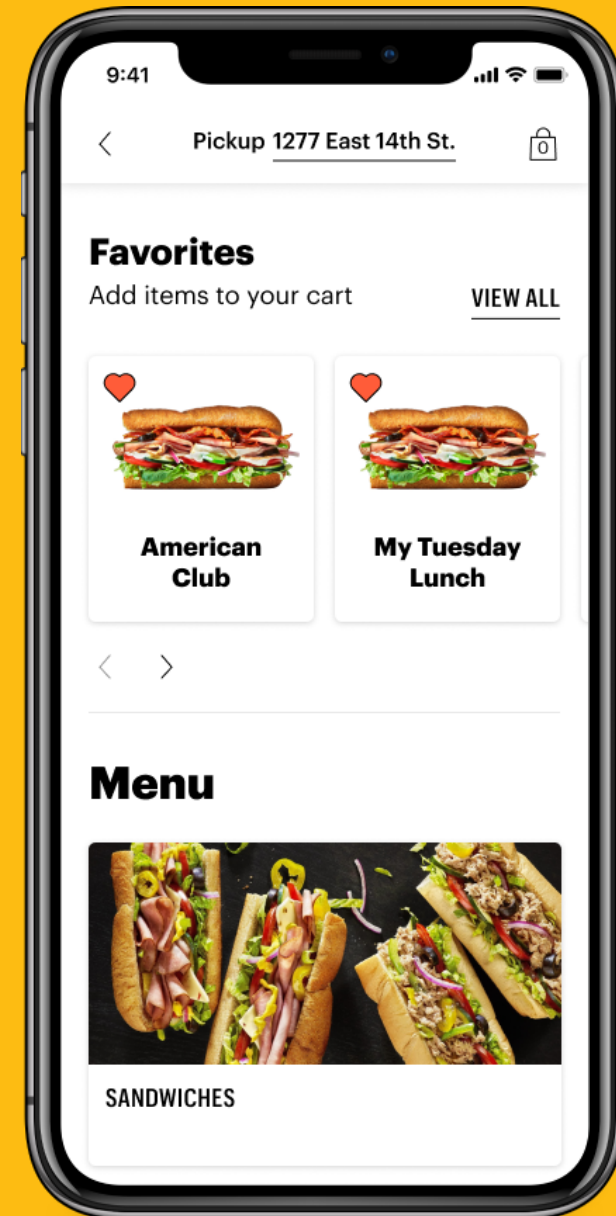 9:41
Pickup 1277 East 14th St.
0
Favorites
Add items to your cart
VIEW ALL
American
Club
My Tuesday
Lunch
Menu
SANDWICHES